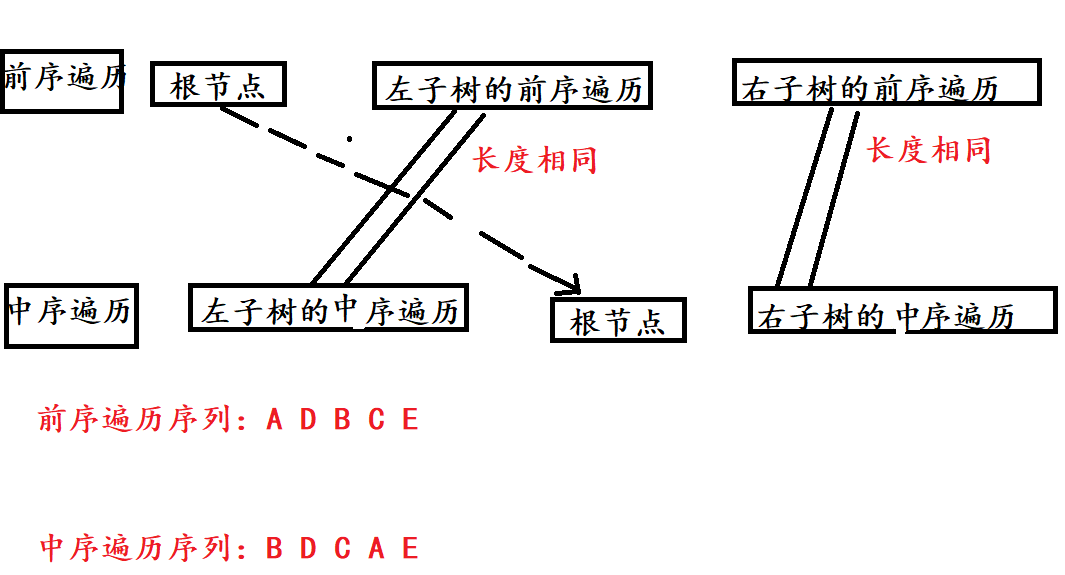 前序遍历 根节点 左子树的前序遍历 右子树的前序遍历
长度相同 长度相同
中序遍历 左子树的中序遍历 根节点 右子树的中序遍历
前序遍历序列：A D B C E
中序遍历序列：B D C A E